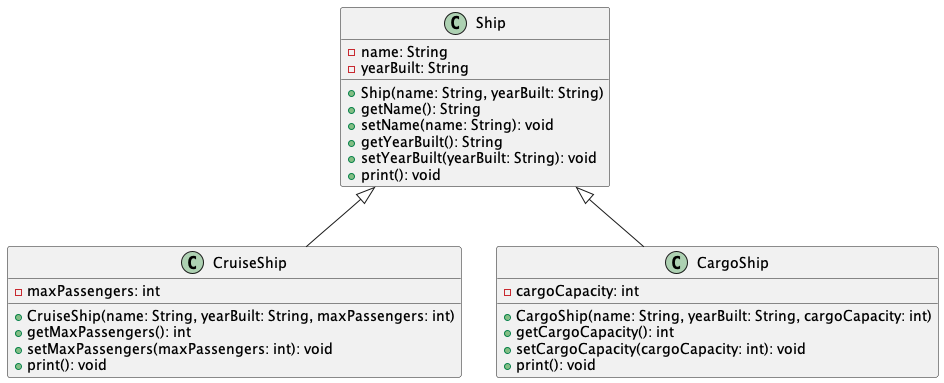 C Ship
name: String
yearBuilt: String
Ship(name: String, yearBuilt: String)
getName(): String
setName(name: String): void
getYearBuilt(): String
setYearBuilt(yearBuilt: String): void
print(): void
C CruiseShip
maxPassengers: int
CruiseShip(name: String, yearBuilt: String, maxPassengers: int)
getMaxPassengers(): int
setMaxPassengers(maxPassengers: int): void
print(): void
C CargoShip
cargoCapacity: int
CargoShip(name: String, yearBuilt: String, cargoCapacity: int)
getCargoCapacity(): int
setCargoCapacity(cargoCapacity: int): void
print(): void